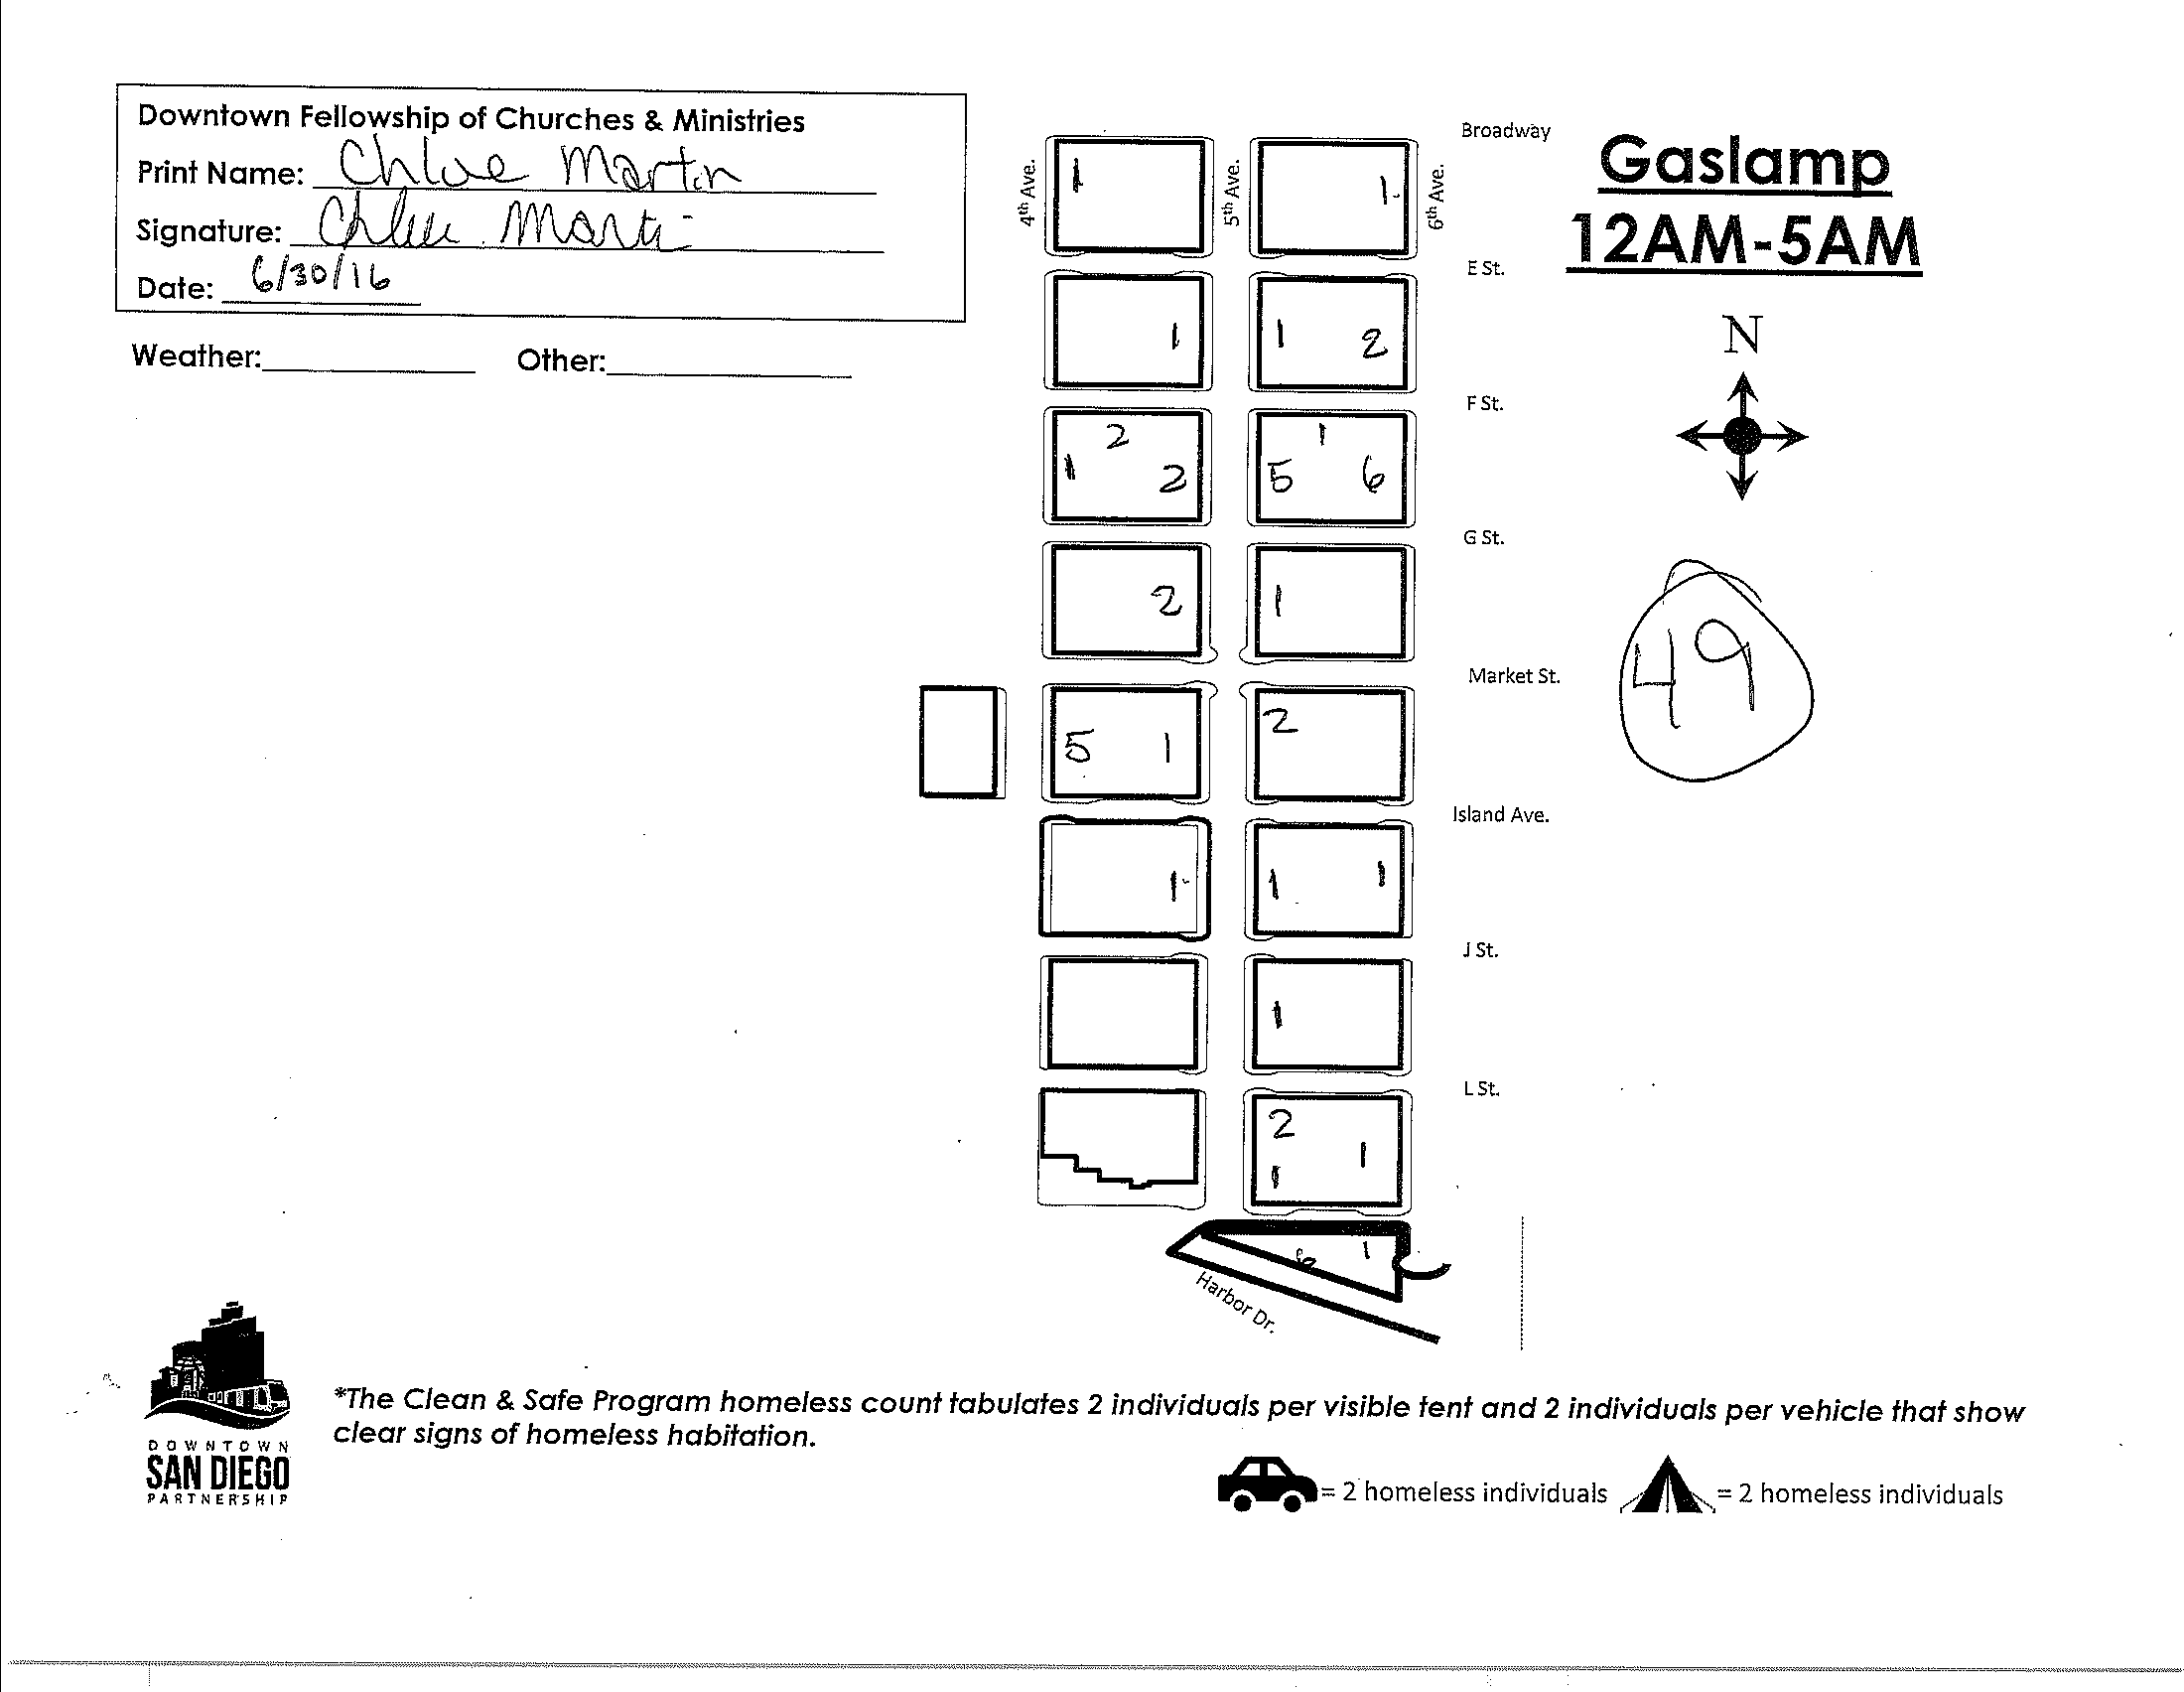 Downtown Fellowship of Churches & Ministries
Print Name: Chloe Martin
Signature: Chloe Martin
Date: 6/30/16
Weather: Other:
Gaslamp
12AM-5AM
N
4th Ave.
5th Ave.
6th Ave.
Broadway
1 1
E St.
1 1 2
F St.
2 1
1 2 5 6
G St.
2 1
Market St.
49
2
5 1
Island Ave.
1 1 1
J St.
1
L St.
2
1
1
1
Harbor Dr.
*The Clean & Safe Program homeless count tabulates 2 individuals per visible tent and 2 individuals per vehicle that show
clear signs of homeless habitation.
DOWNTOWN
SAN DIEGO
PARTNERSHIP
= 2 homeless individuals = 2 homeless individuals